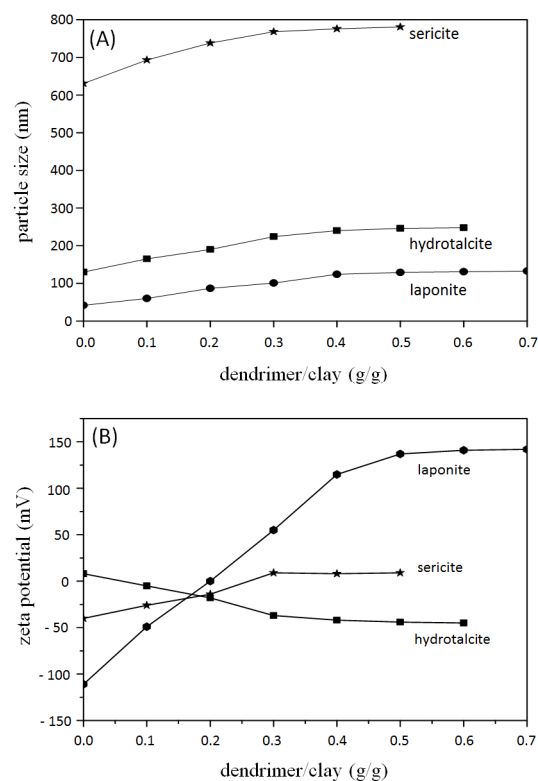 (A)
800
700
600
500
400
300
200
100
0
particle size (nm)
sericite
hydrotalcite
laponite
0.0 0.1 0.2 0.3 0.4 0.5 0.6 0.7
dendrimer/clay (g/g)
(B)
150
100
50
0
-50
- 100
- 150
zeta potential (mV)
laponite
sericite
hydrotalcite
0.0 0.1 0.2 0.3 0.4 0.5 0.6 0.7
dendrimer/clay (g/g)